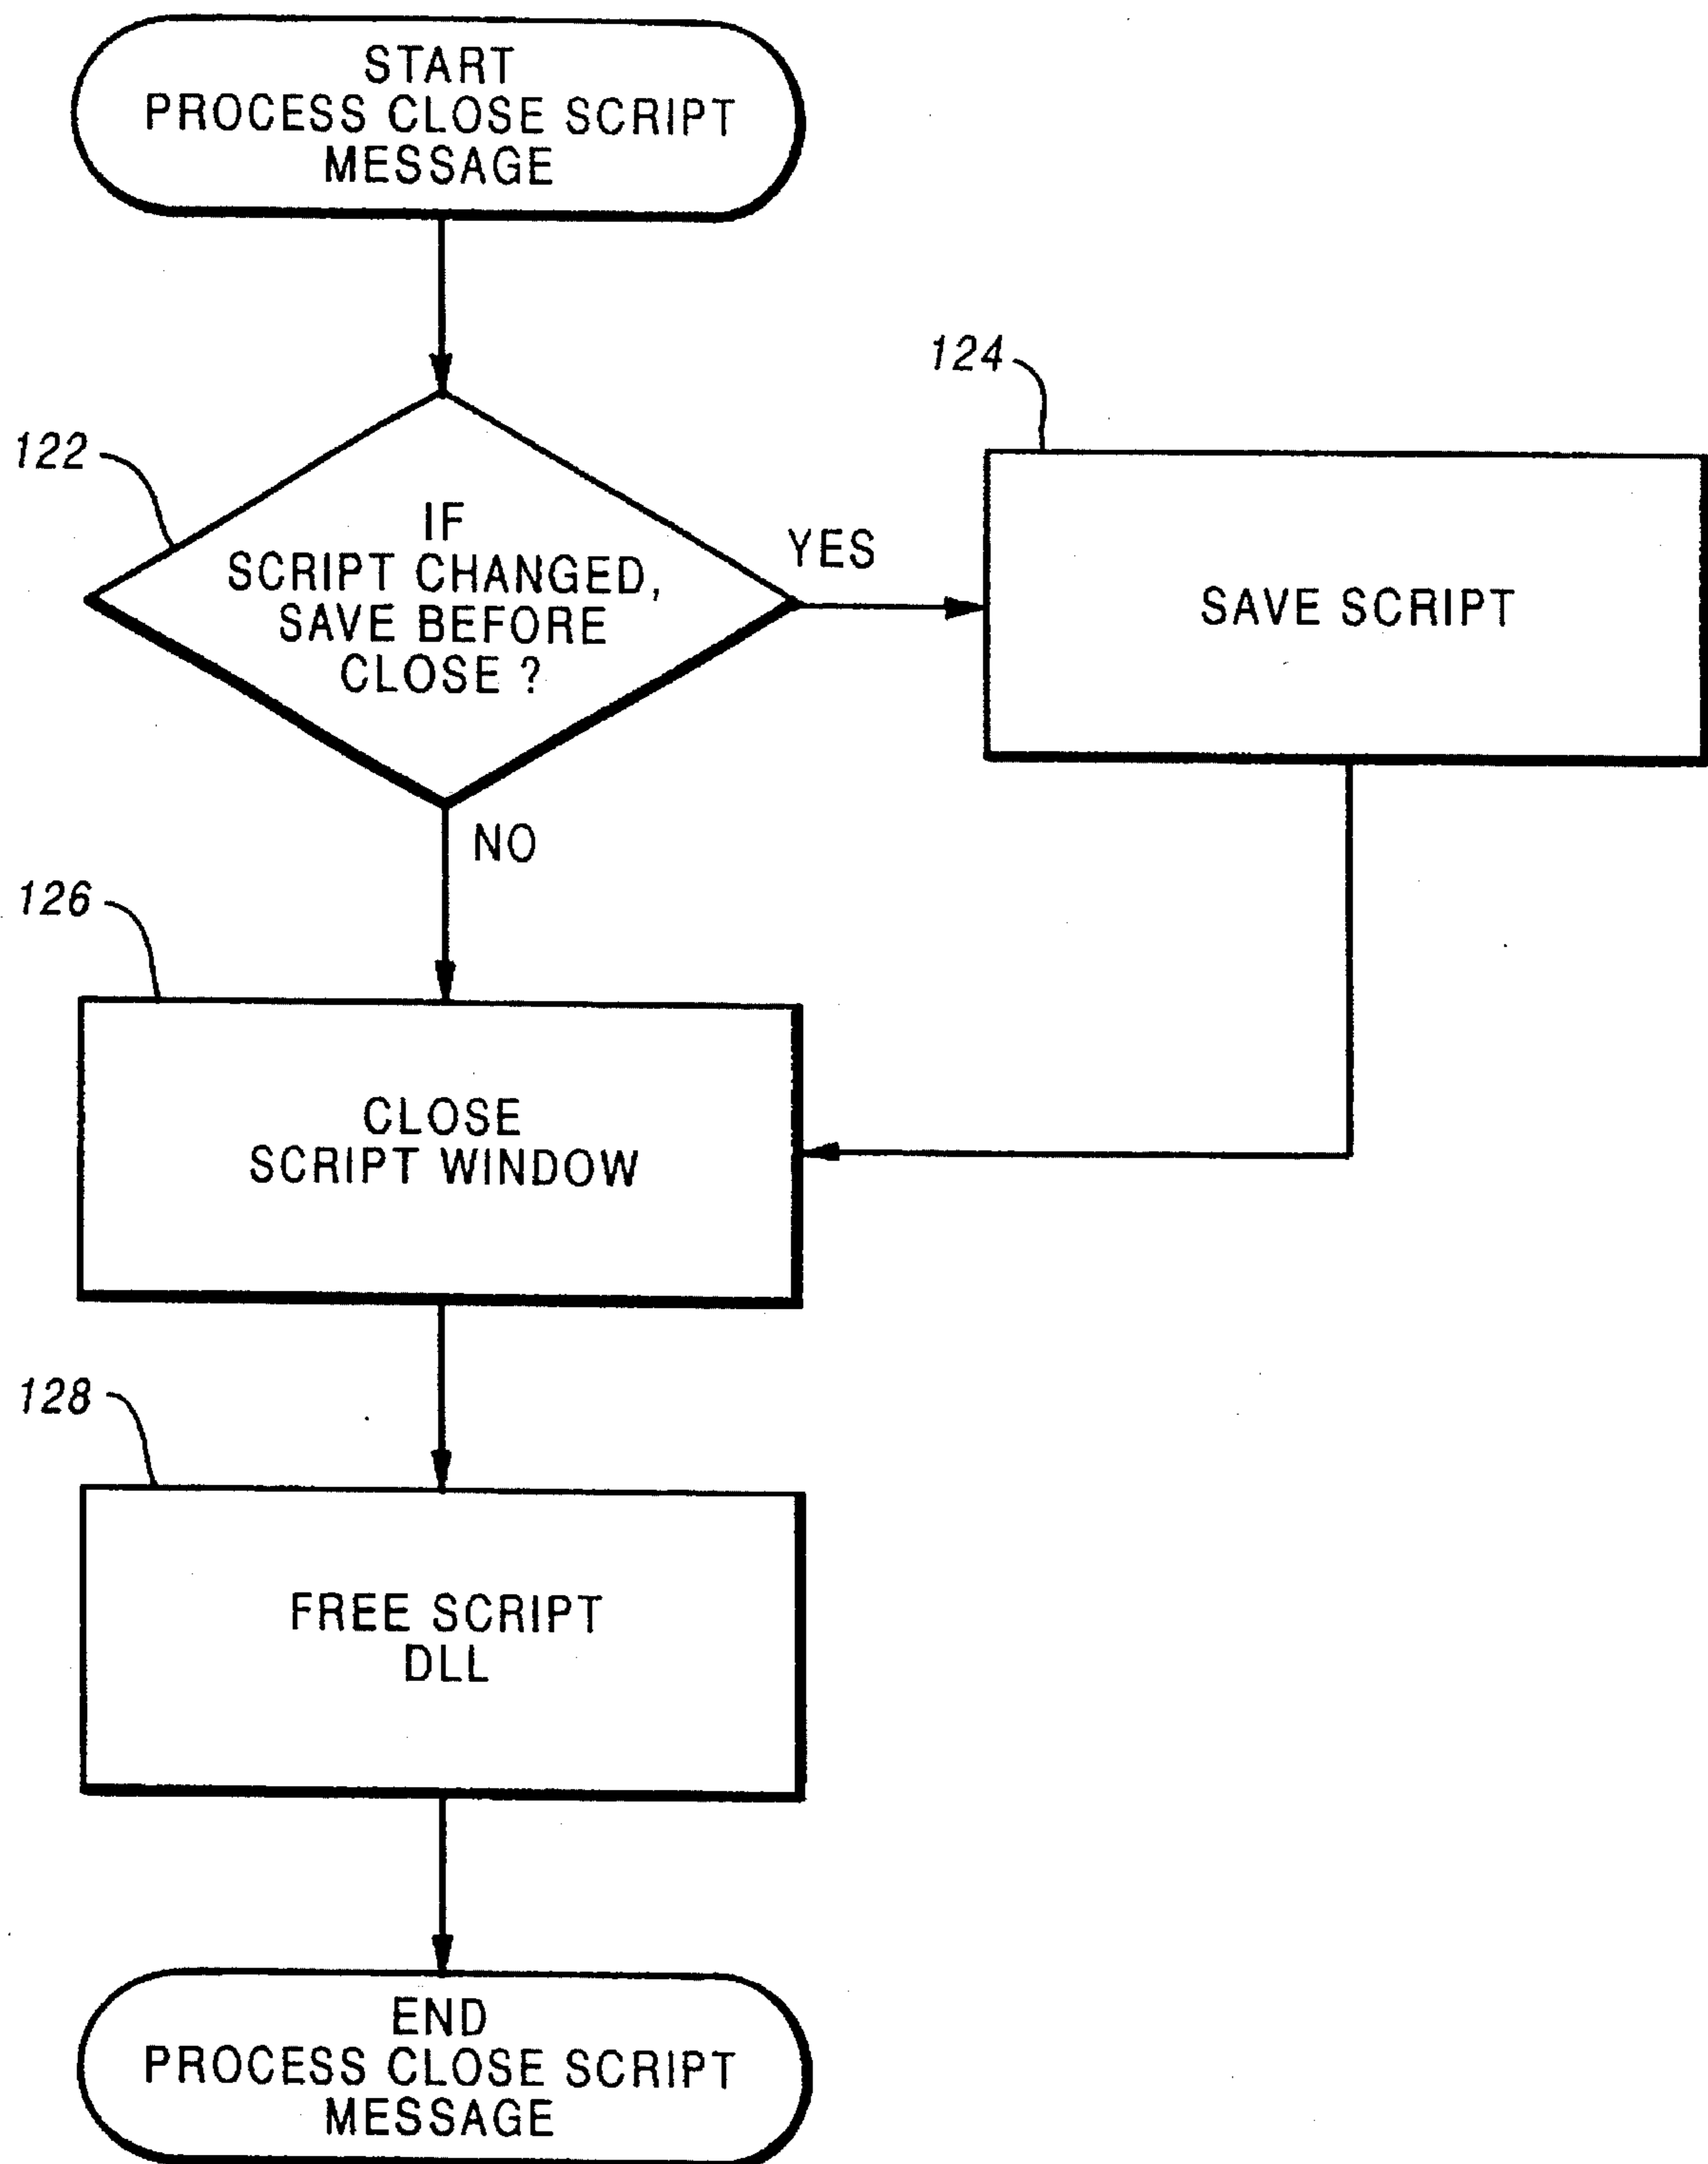 START
PROCESS CLOSE SCRIPT
MESSAGE
122
IF
SCRIPT CHANGED,
SAVE BEFORE
CLOSE ?
YES
124
SAVE SCRIPT
NO
126
CLOSE
SCRIPT WINDOW
128
FREE SCRIPT
DLL
END
PROCESS CLOSE SCRIPT
MESSAGE